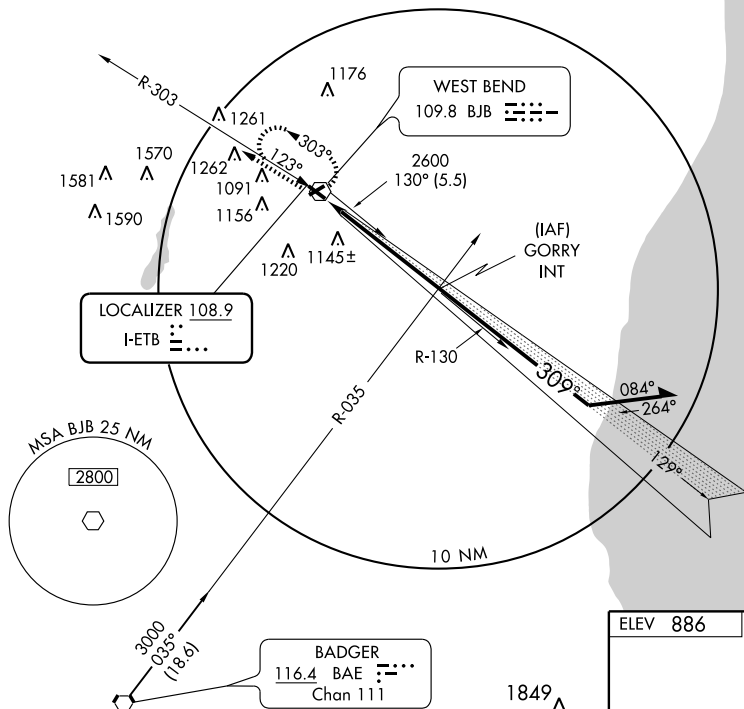 1176
R-303
WEST BEND
109.8 BJB
1261
303°
123°
1262
1570
1581
1091
2600
130° (5.5)
1590
1156
(IAF)
GORRY
INT
1145±
1220
LOCALIZER 108.9
I-ETB
R-130
309°
084°
264°
R-035
MSA BJB 25 NM
2800
129°
10 NM
3000
035°
(18.6)
ELEV 886
BADGER
116.4 BAE
Chan 111
1849